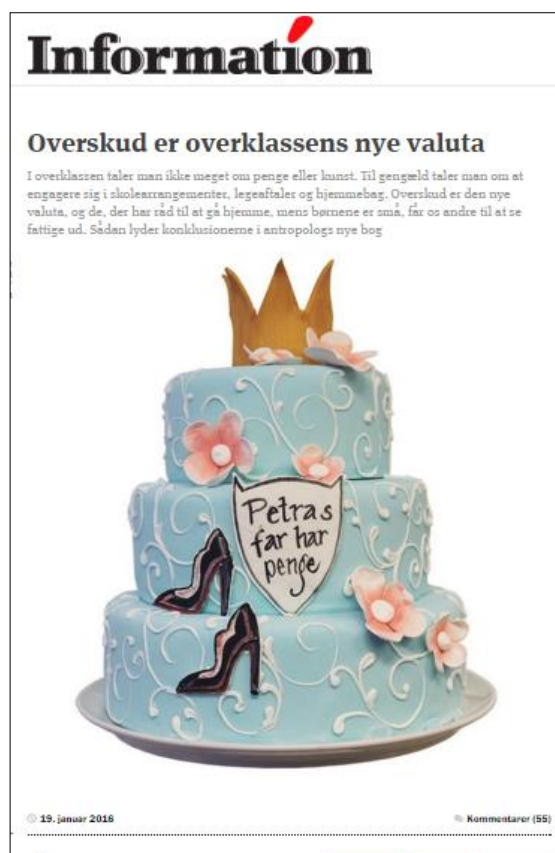 Information
Overskud er overklassens nye valuta
I overklassen taler man ikke meget om penge eller kunst. Til gengæld taler man om at
engagere sig i skolearrangementer, legeaftaler og hjemmebag. Overskud er den nye
valuta, og de, der har råd til at gå hjemme, mens børnene er små, får os andre til at se
fattige ud. Sådan lyder konklusionerne i antropologs nye bog
Petras
far har
penge
19. januar 2016
Kommentarer (55)